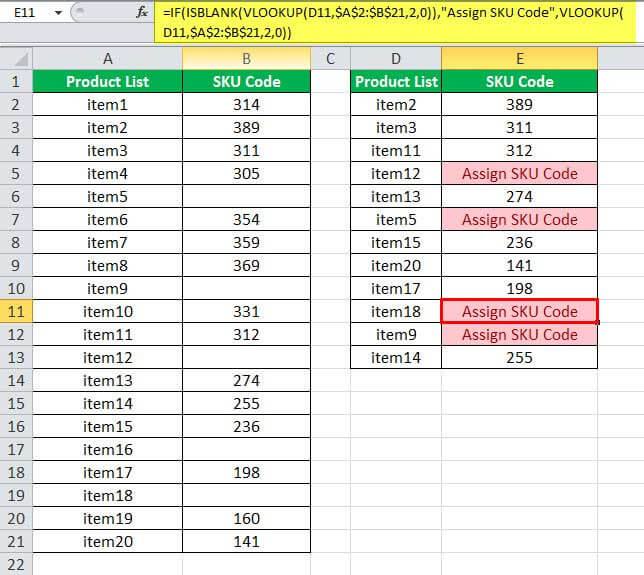 E11 fx =IF(ISBLANK(VLOOKUP(D11,$A$2:$B$21,2,0)),"Assign SKU Code",VLOOKUP(
D11,$A$2:$B$21,2,0))
A B C D E
1 Product List SKU Code Product List SKU Code
2 item1 314 item2 389
3 item2 389 item3 311
4 item3 311 item11 312
5 item4 305 item12 Assign SKU Code
6 item5 item13 274
7 item6 354 item5 Assign SKU Code
8 item7 359 item15 236
9 item8 369 item20 141
10 item9 item17 198
11 item10 331 item18 Assign SKU Code
12 item11 312 item9 Assign SKU Code
13 item12 item14 255
14 item13 274
15 item14 255
16 item15 236
17 item16
18 item17 198
19 item18
20 item19 160
21 item20 141
22